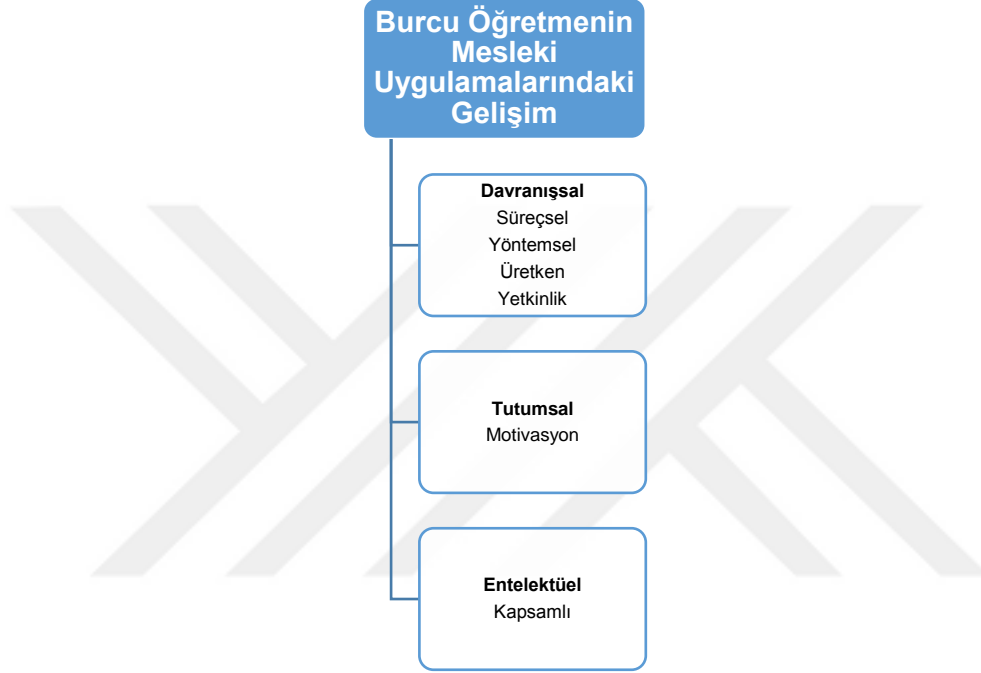 Burcu Öğretmenin
Mesleki
Uygulamalarındaki
Gelişim
Davranışsal
Süreçsel
Yöntemsel
Üretken
Yetkinlik
Tutumsal
Motivasyon
Entelektüel
Kapsamlı